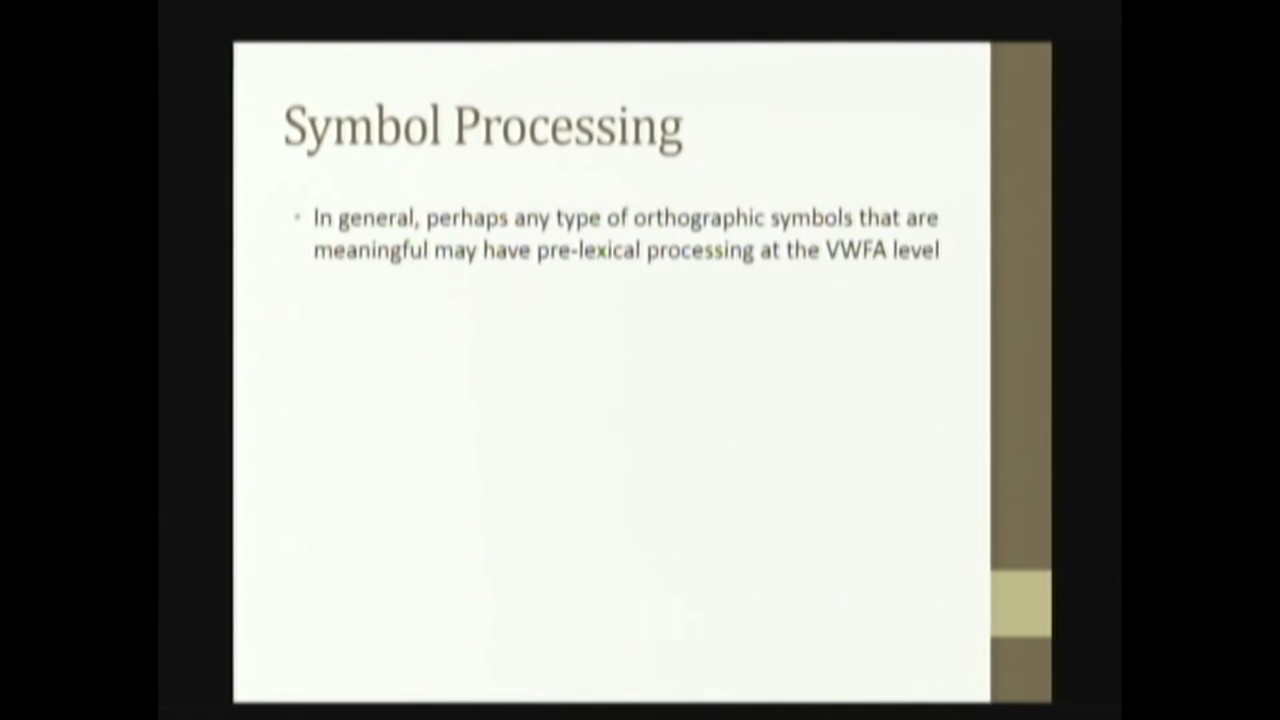 Symbol Processing
• In general, perhaps any type of orthographic symbols that are
meaningful may have pre-lexical processing at the VWFA level